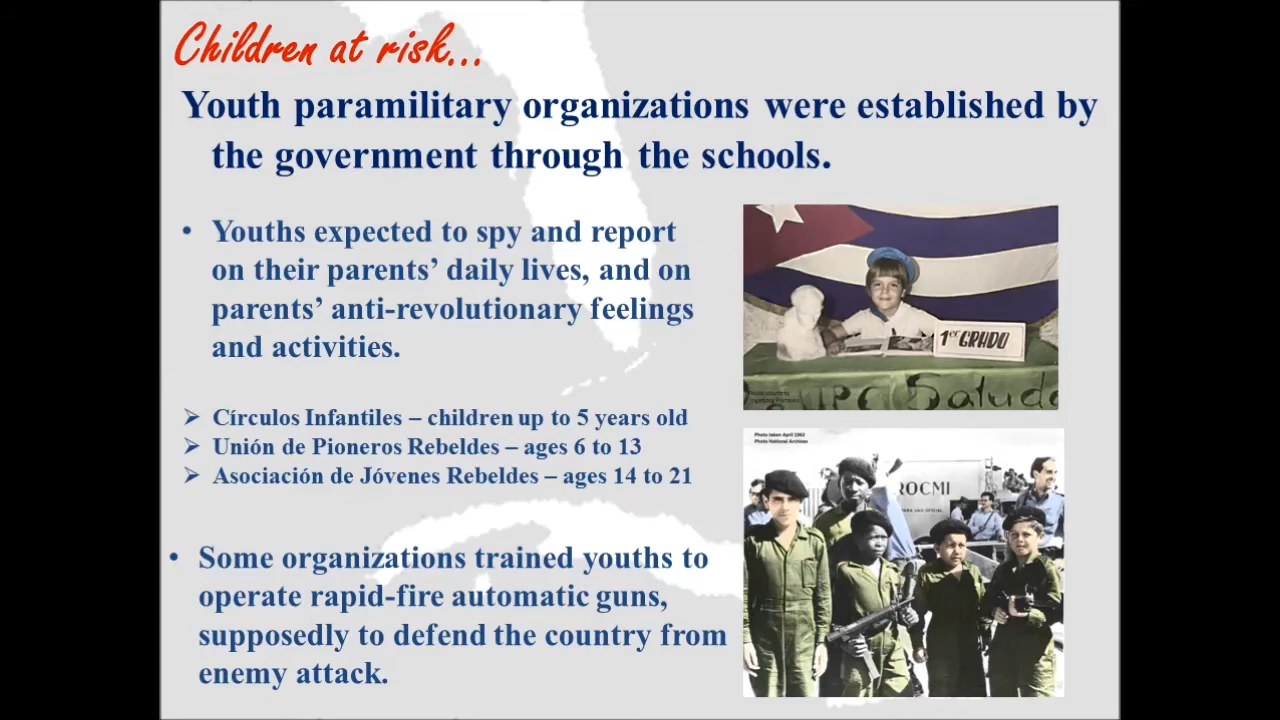 Children at risk...
Youth paramilitary organizations were established by
the government through the schools.
• Youths expected to spy and report
on their parents’ daily lives, and on
parents’ anti-revolutionary feelings
and activities.
➢ Círculos Infantiles – children up to 5 years old
➢ Unión de Pioneros Rebeldes – ages 6 to 13
➢ Asociación de Jóvenes Rebeldes – ages 14 to 21
• Some organizations trained youths to
operate rapid-fire automatic guns,
supposedly to defend the country from
enemy attack.
1er GRADO
Saluda
Photo taken April 1962
Photo National Archives
ROCMI
PARA USO OFICIAL